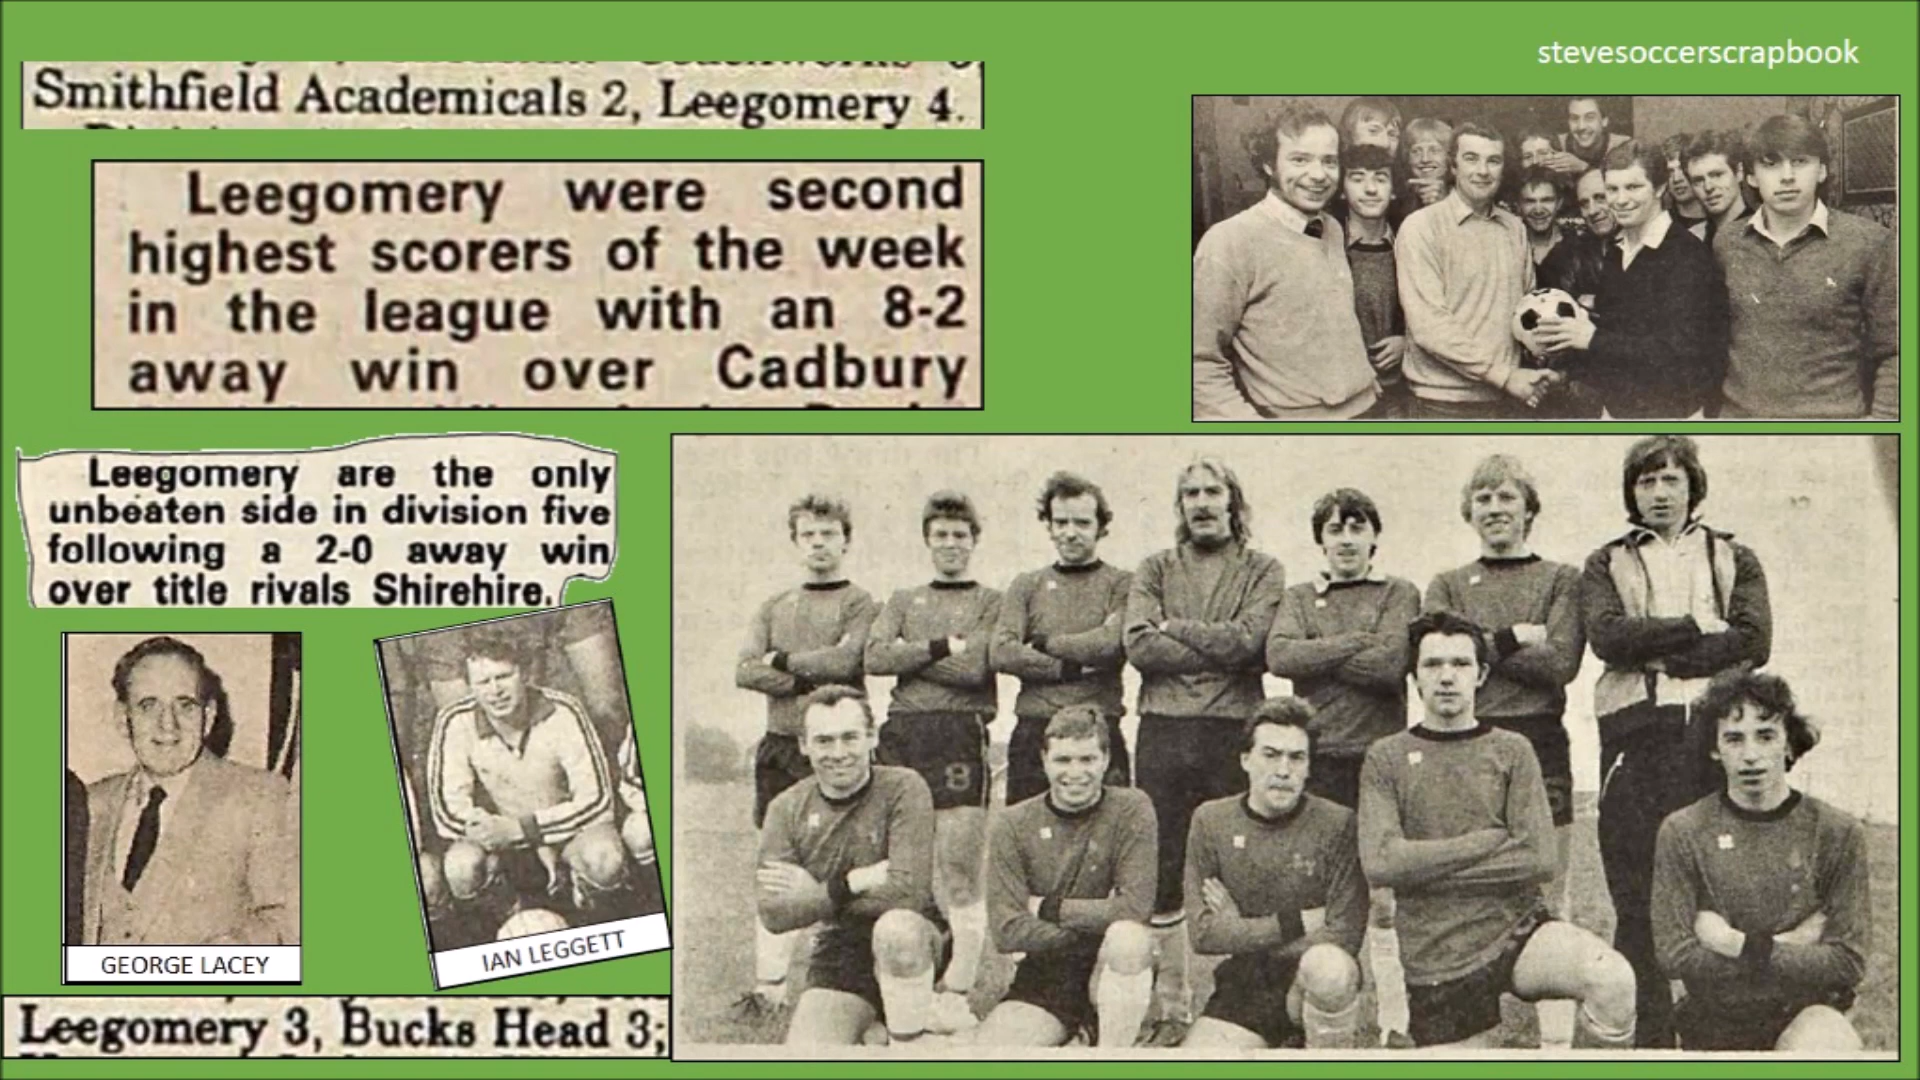 stevesoccerscrapbook
Smithfield Academicals 2, Leegomery 4.
Leegomery were second
highest scorers of the week
in the league with an 8-2
away win over Cadbury
Leegomery are the only
unbeaten side in division five
following a 2-0 away win
over title rivals Shirehire.
GEORGE LACEY
IAN LEGGETT
Leegomery 3, Bucks Head 3;
8